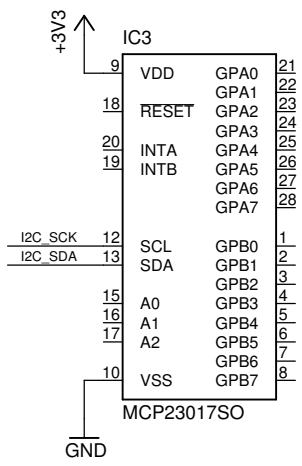 +3V3
IC3
9 VDD GPA0 21
GPA1 22
18 RESET GPA2 23
GPA3 24
20 INTA GPA4 25
19 INTB GPA5 26
GPA6 27
GPA7 28
I2C_SCK 12 SCL GPB0 1
I2C_SDA 13 SDA GPB1 2
GPB2 3
15 A0 GPB3 4
16 A1 GPB4 5
17 A2 GPB5 6
GPB6 7
10 VSS GPB7 8
MCP23017SO
GND